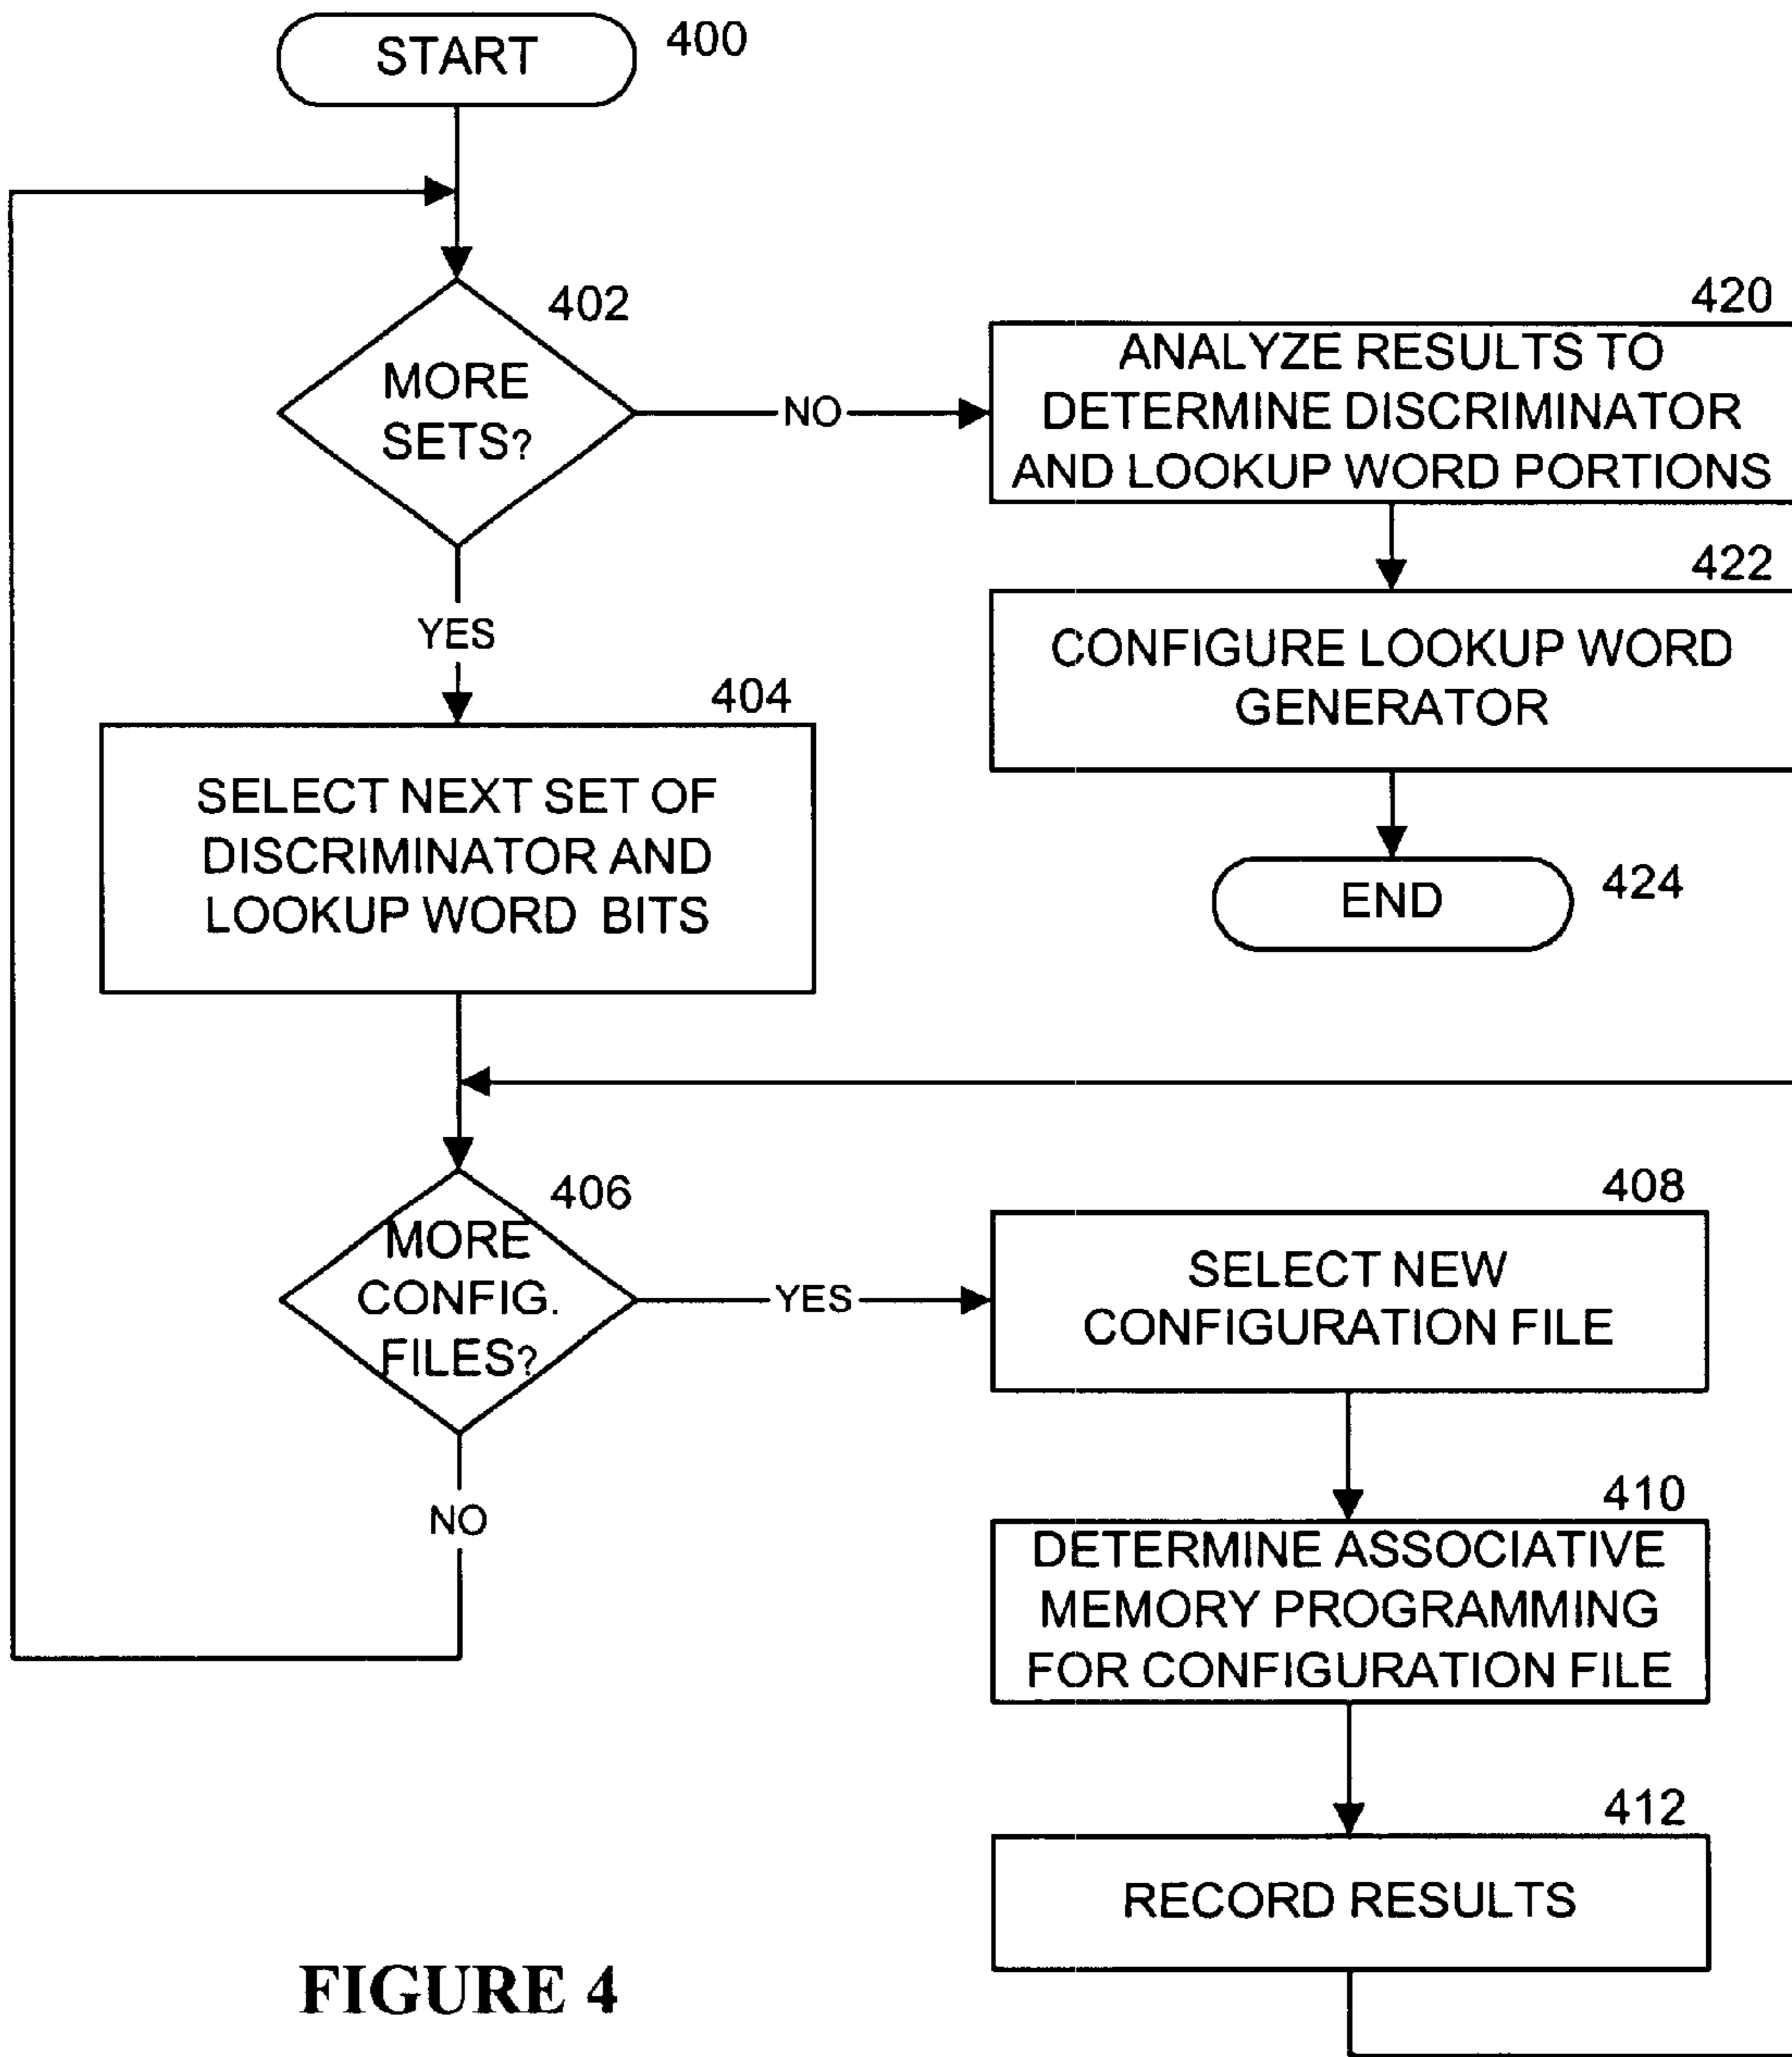 START
400
402
MORE
SETS?
NO
420
ANALYZE RESULTS TO
DETERMINE DISCRIMINATOR
AND LOOKUP WORD PORTIONS
422
CONFIGURE LOOKUP WORD
GENERATOR
END
424
YES
404
SELECT NEXT SET OF
DISCRIMINATOR AND
LOOKUP WORD BITS
406
MORE
CONFIG.
FILES?
YES
408
SELECT NEW
CONFIGURATION FILE
NO
410
DETERMINE ASSOCIATIVE
MEMORY PROGRAMMING
FOR CONFIGURATION FILE
412
RECORD RESULTS
FIGURE 4